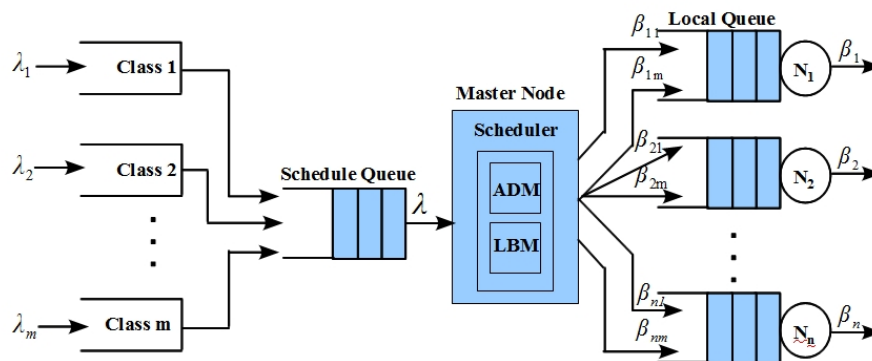 λ1
Class 1
λ2
Class 2
λm
Class m
Schedule Queue
λ
Master Node
Scheduler
ADM
LBM
Local Queue
β11
β1m
N1
β1
β21
β2m
N2
β2
βn1
βnm
Nn
βn